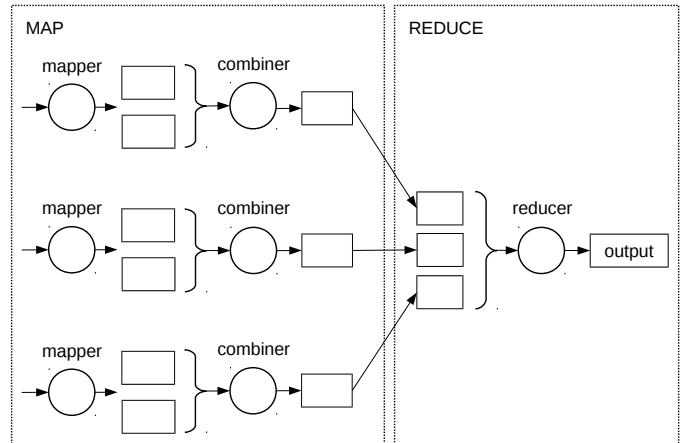 MAP
REDUCE
mapper
combiner
mapper
combiner
reducer
output
mapper
combiner